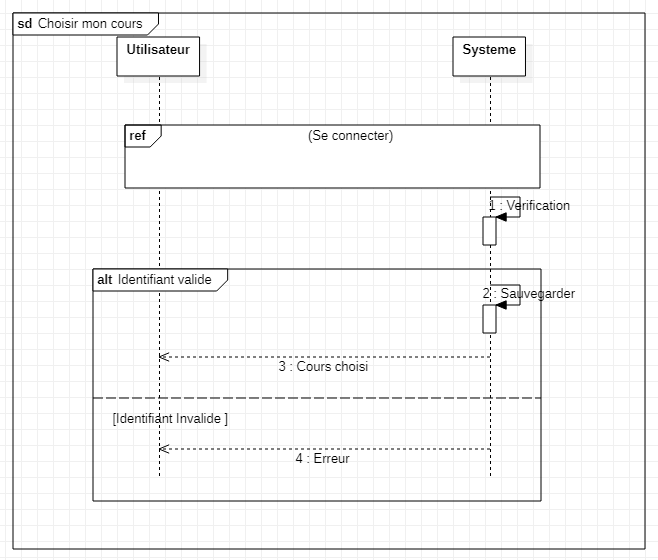 sd Choisir mon cours
Utilisateur
Systeme
ref
(Se connecter)
1 : Verification
alt Identifiant valide
2 : Sauvegarder
3 : Cours choisi
[Identifiant Invalide ]
4 : Erreur